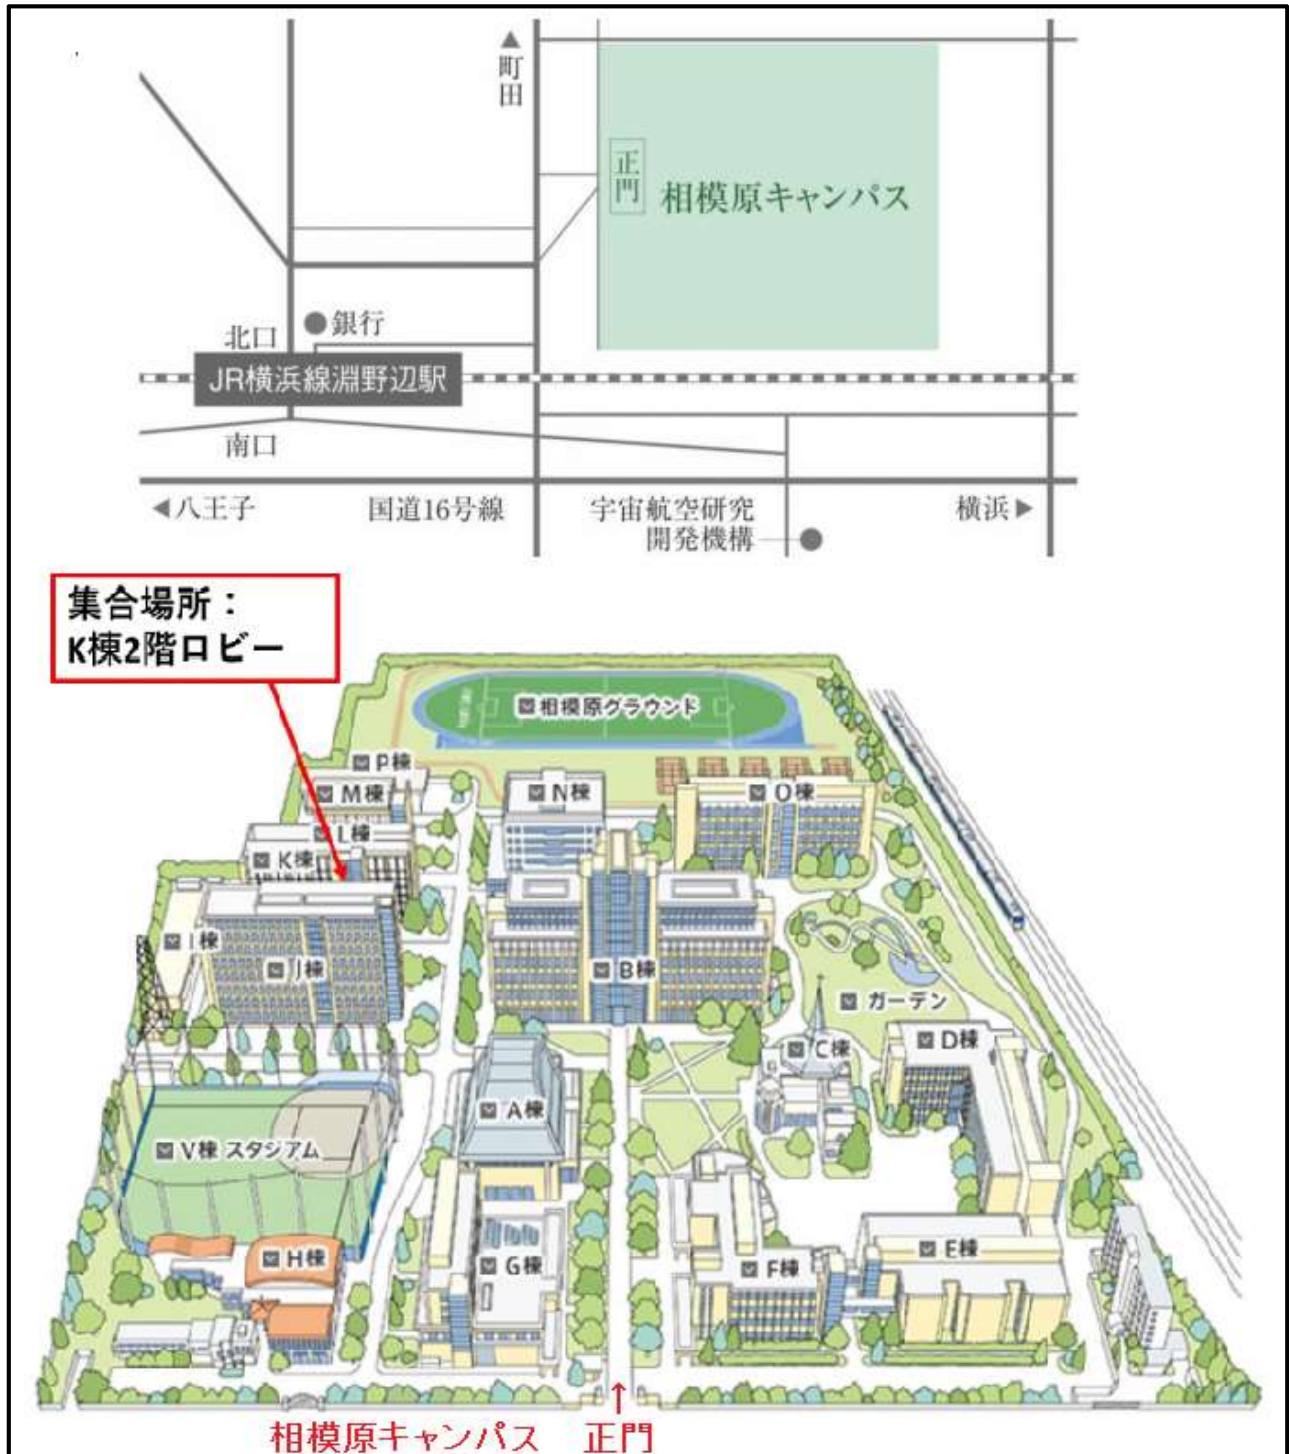 ▲
町
田
正
門
相模原キャンパス
●銀行
北口
JR横浜線淵野辺駅
南口
◀八王子
国道16号線
宇宙航空研究
開発機構
横浜▶
集合場所：
K棟2階ロビー
相模原グラウンド
P棟
M棟
N棟
O棟
L棟
K棟
I棟
J棟
B棟
ガーデン
C棟
D棟
A棟
V棟 スタジアム
H棟
G棟
F棟
E棟
↑
相模原キャンパス 正門